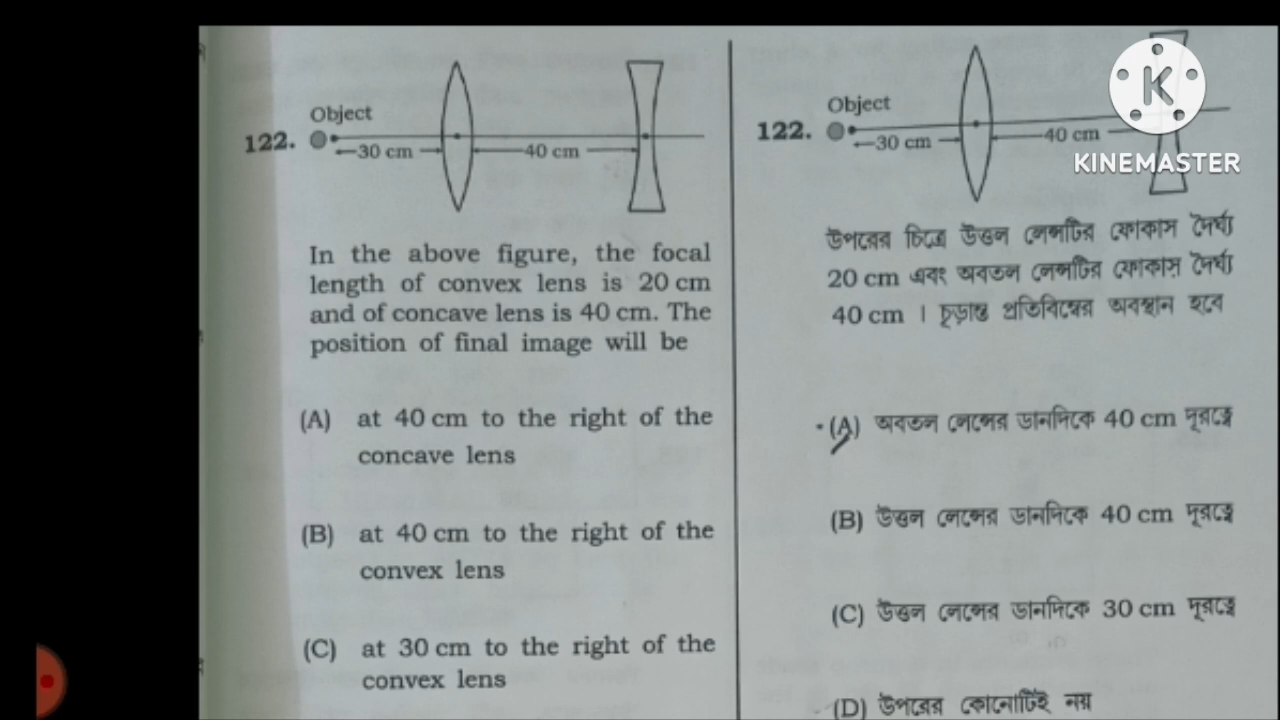 Object
122.
30 cm
40 cm
In the above figure, the focal
length of convex lens is 20 cm
and of concave lens is 40 cm. The
position of final image will be
(A) at 40 cm to the right of the
concave lens
(B) at 40 cm to the right of the
convex lens
(C) at 30 cm to the right of the
convex lens
Object
122.
30 cm
40 cm
K
KINEMASTER
উপরের চিত্রে উত্তল লেন্সটির ফোকাস দৈর্ঘ্য
20 cm এবং অবতল লেন্সটির ফোকাস দৈর্ঘ্য
40 cm । চূড়ান্ত প্রতিবিম্বের অবস্থান হবে
(A) অবতল লেন্সের ডানদিকে 40 cm দূরত্বে
(B) উত্তল লেন্সের ডানদিকে 40 cm দূরত্বে
(C) উত্তল লেন্সের ডানদিকে 30 cm দূরত্বে
(D) উপরের কোনোটিই নয়